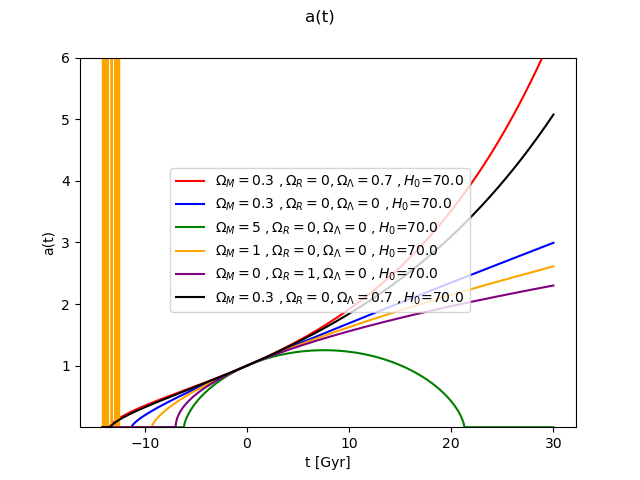 a(t)
6
5
4
3
2
1
a(t)
Ω_M = 0.3 , Ω_R = 0, Ω_Λ = 0.7 , H_0=70.0
Ω_M = 0.3 , Ω_R = 0, Ω_Λ = 0 , H_0=70.0
Ω_M = 5 , Ω_R = 0, Ω_Λ = 0 , H_0=70.0
Ω_M = 1 , Ω_R = 0, Ω_Λ = 0 , H_0=70.0
Ω_M = 0 , Ω_R = 1, Ω_Λ = 0 , H_0=70.0
Ω_M = 0.3 , Ω_R = 0, Ω_Λ = 0.7 , H_0=70.0
−10 0 10 20 30
t [Gyr]